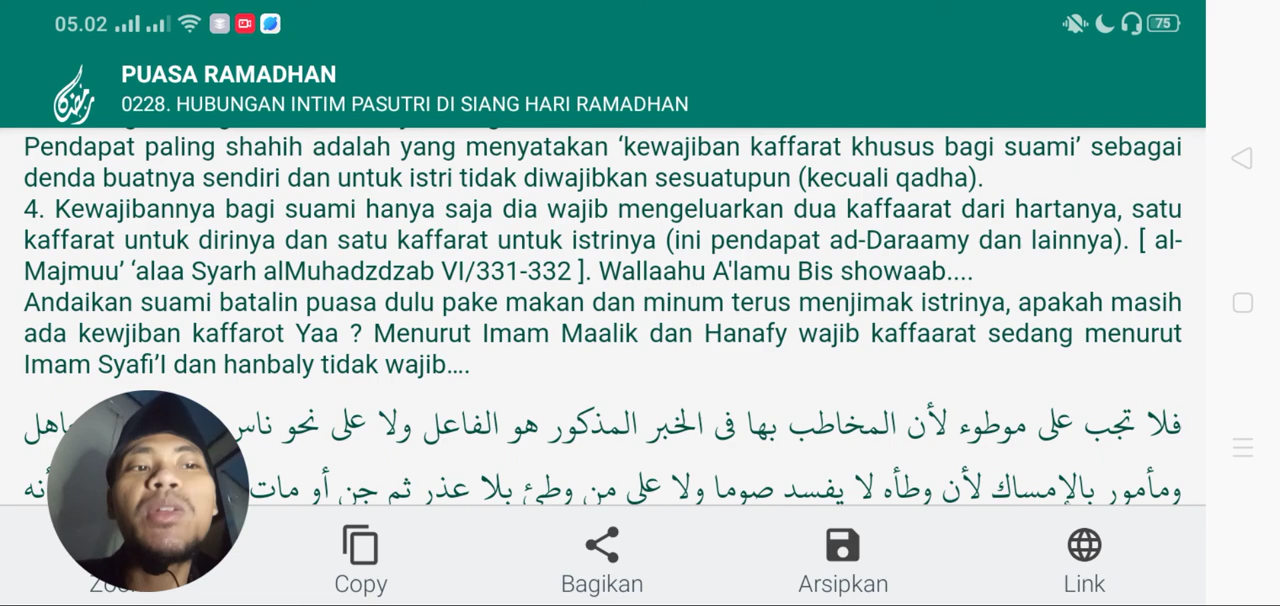 05.02
75
PUASA RAMADHAN
0228. HUBUNGAN INTIM PASUTRI DI SIANG HARI RAMADHAN
Pendapat paling shahih adalah yang menyatakan ‘kewajiban kaffarat khusus bagi suami’ sebagai
denda buatnya sendiri dan untuk istri tidak diwajibkan sesuatupun (kecuali qadha).
4. Kewajibannya bagi suami hanya saja dia wajib mengeluarkan dua kaffaarat dari hartanya, satu
kaffarat untuk dirinya dan satu kaffarat untuk istrinya (ini pendapat ad-Daraamy dan lainnya). [ al-
Majmuu’ ‘alaa Syarh alMuhadzdzab VI/331-332 ]. Wallaahu A'lamu Bis showaab....
Andaikan suami batalin puasa dulu pake makan dan minum terus menjimak istrinya, apakah masih
ada kewjiban kaffarot Yaa ? Menurut Imam Maalik dan Hanafy wajib kaffaarat sedang menurut
Imam Syafi’I dan hanbaly tidak wajib....
فلا تجب على موطوء لأن المخاطب بها فى الخبر المذكور هو الفاعل ولا على نحو ناس
ومأمور بالإمساك لأن وطأه لا يفسد صوما ولا على من وطئ بلا عذر ثم جن أو مات
Copy
Bagikan
Arsipkan
Link